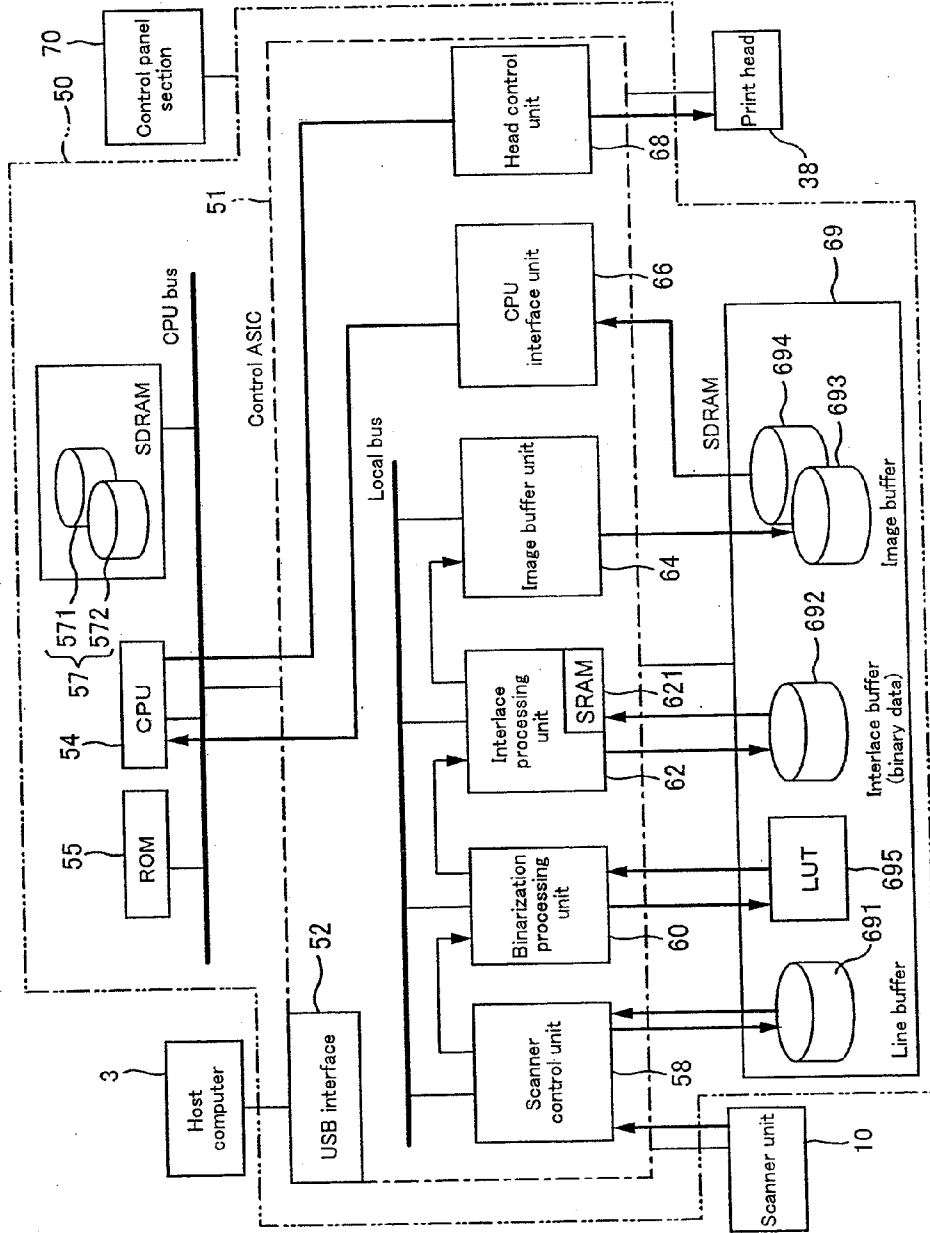 3
Host
computer
50
70
Control panel
section
55
ROM
54
CPU
57
571
572
SDRAM
CPU bus
52
USB interface
51
Control ASIC
Local bus
Scanner
control unit
58
Binarization
processing
unit
60
Interlace
processing
unit
SRAM
62
621
Image buffer unit
64
CPU
interface unit
66
Head control
unit
68
SDRAM
69
691
Line buffer
LUT
695
692
Interlace buffer
(binary data)
694
693
Image buffer
Scanner unit
10
Print head
38